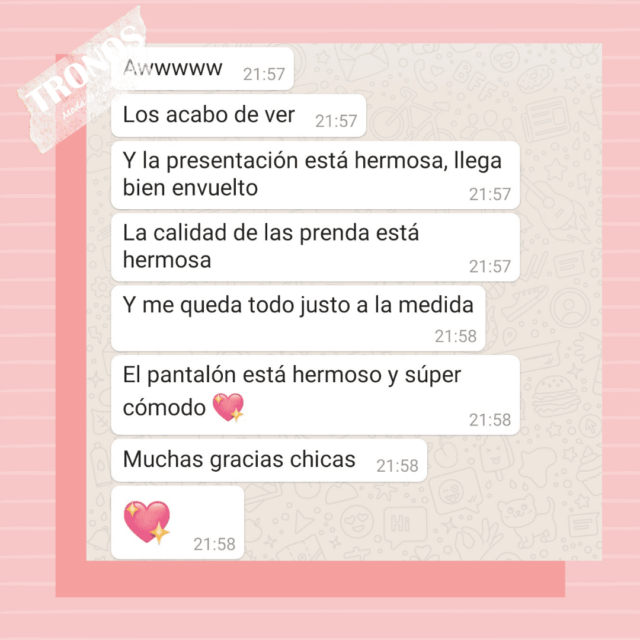 TRONOS
Awwwww 21:57
Los acabo de ver 21:57
Y la presentación está hermosa, llega
bien envuelto 21:57
La calidad de las prenda está
hermosa 21:57
Y me queda todo justo a la medida
21:58
El pantalón está hermoso y súper
cómodo 💖 21:58
Muchas gracias chicas 21:58
💖 21:58